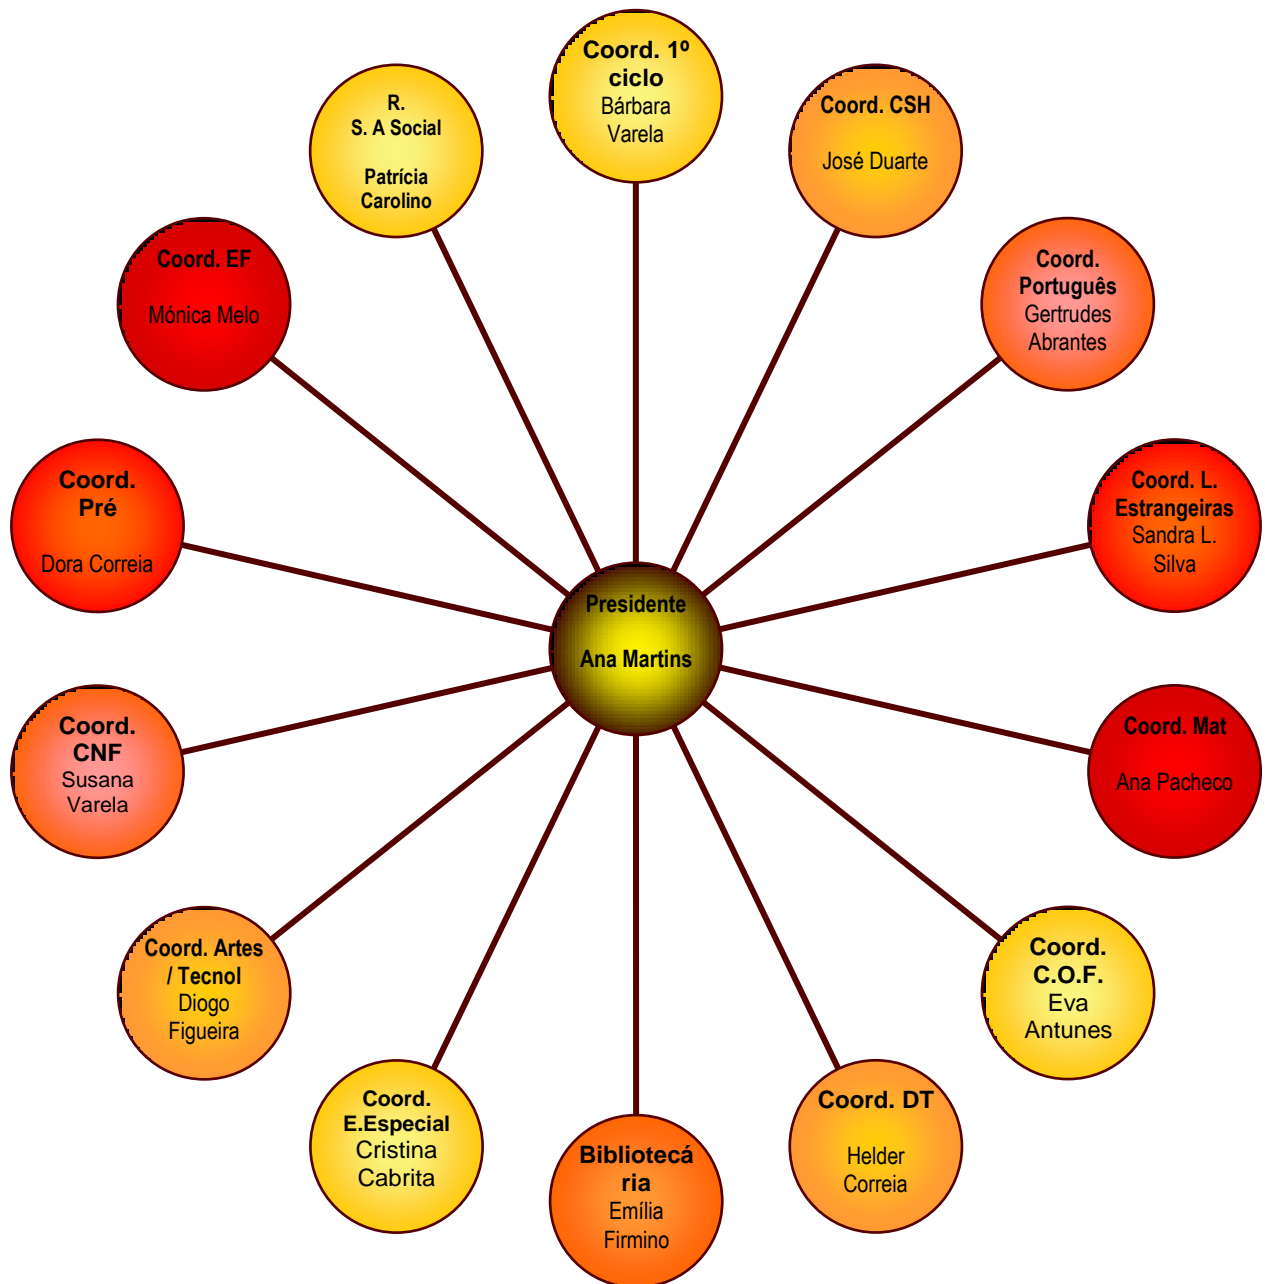 Coord. 1º
ciclo
Bárbara
Varela
Coord. CSH
José Duarte
Coord.
Português
Gertrudes
Abrantes
Coord. L.
Estrangeiras
Sandra L.
Silva
Coord. Mat
Ana Pacheco
Coord.
C.O.F.
Eva
Antunes
Coord. DT
Helder
Correia
Bibliotecá
ria
Emília
Firmino
Coord.
E.Especial
Cristina
Cabrita
Coord. Artes
/ Tecnol
Diogo
Figueira
Coord.
CNF
Susana
Varela
Coord.
Pré
Dora Correia
Coord. EF
Mónica Melo
R.
S. A Social
Patrícia
Carolino
Presidente
Ana Martins